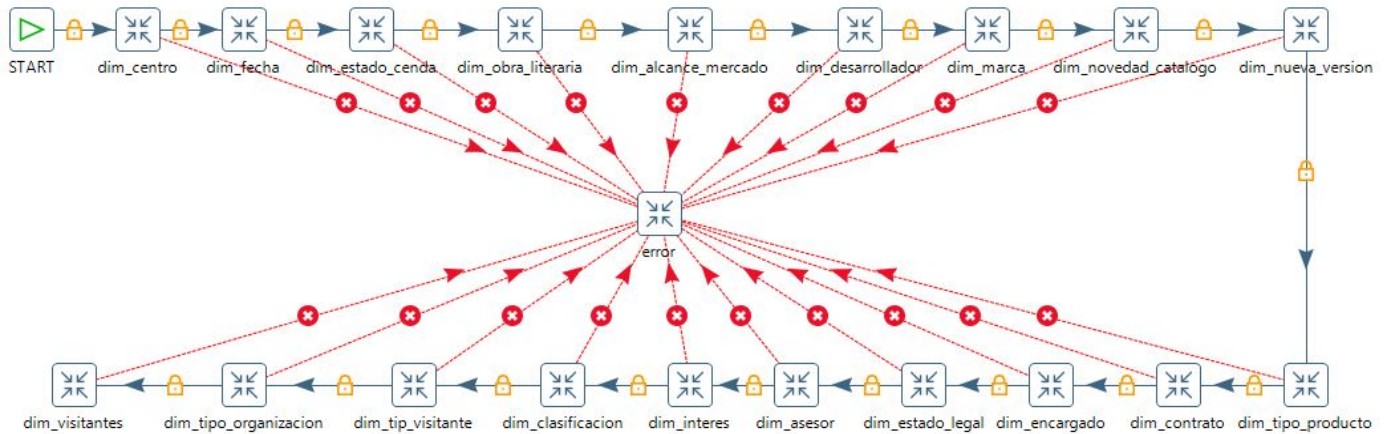 START dim_centro dim_fecha dim_estado_cenda dim_obra_literaria dim_alcance_mercado dim_desarrollador dim_marca dim_novedad_catalogo dim_nueva_version
error
dim_visitantes dim_tipo_organizacion dim_tip_visitante dim_clasificacion dim_interes dim_asesor dim_estado_legal dim_encargado dim_contrato dim_tipo_producto